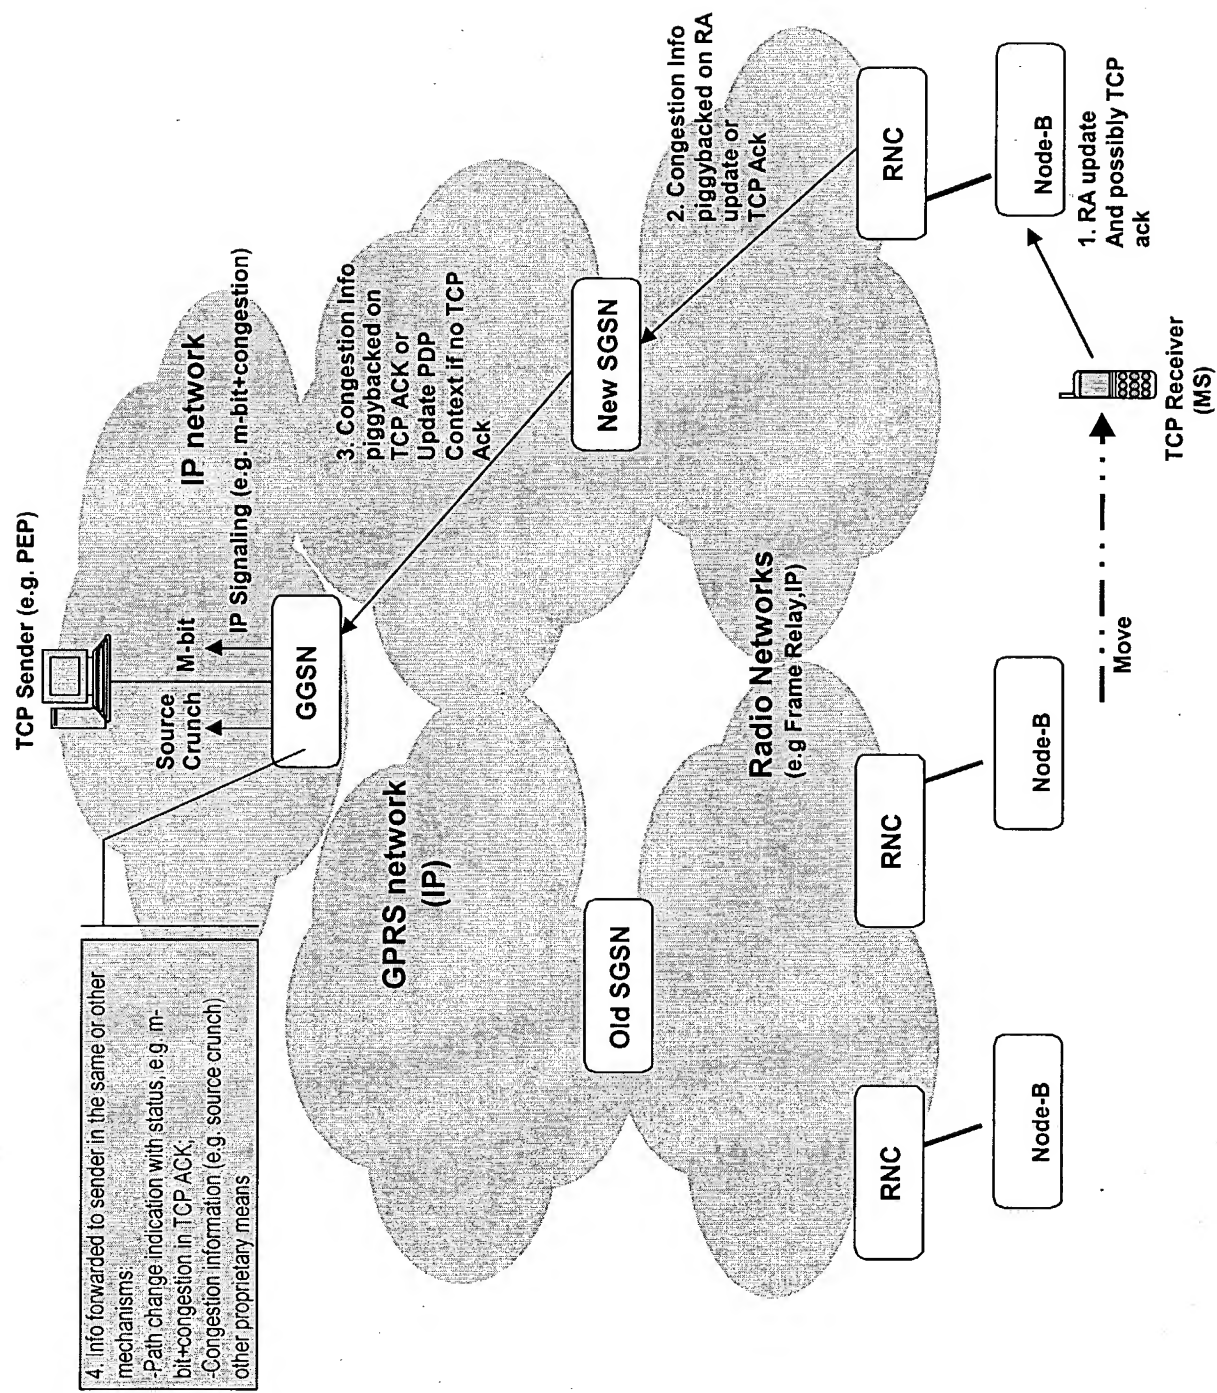 TCP Sender (e.g. PEP)
IP network
Source
Crunch
M-bit
IP Signaling (e.g. m-bit+congestion)
GGSN
4. Info forwarded to sender in the same or other
mechanisms:
-Path change indication with status, e.g m-
bit+congestion in TCP ACK;
-Congestion information (e.g. source crunch)
other proprietary means
3. Congestion Info
piggybacked on
TCP ACK or
Update PDP
Context if no TCP
Ack
GPRS network
(IP)
Old SGSN
New SGSN
2. Congestion Info
piggybacked on RA
update or
TCP Ack
Radio Networks
(e.g Frame Relay,IP)
RNC
RNC
RNC
Node-B
Node-B
Node-B
1. RA update
And possibly TCP
ack
Move
TCP Receiver
(MS)